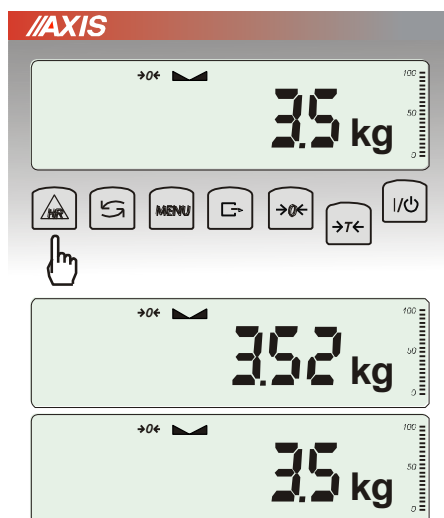 //AXIS
→0← 100
3.5 kg 50
0
HR MENU →0← →T← I/⏻
→0← 100
3.52 kg 50
0
→0← 100
3.5 kg 50
0